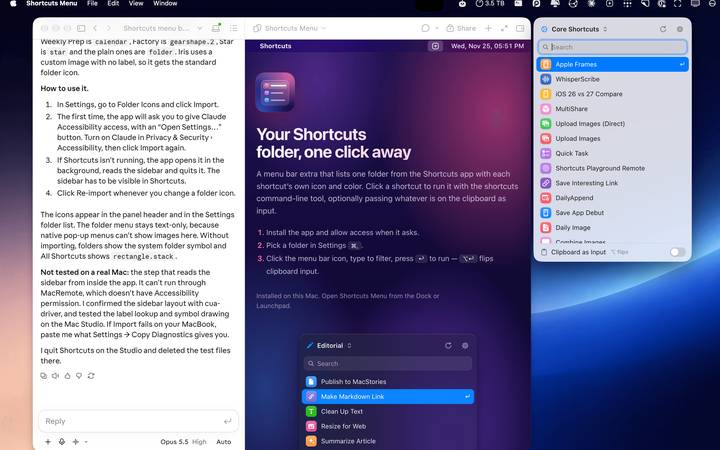 Shortcuts Menu File Edit View Window Help
3.5 TB
Shortcuts menu b...
Weekly Prep is calendar, Factory is gearshape.2, Star
is star and the plain ones are folder. Iris uses a
custom image with no label, so it gets the standard
folder icon.
How to use it.
1. In Settings, go to Folder Icons and click Import.
2. The first time, the app will ask you to give Claude
Accessibility access, with an "Open Settings..."
button. Turn on Claude in Privacy & Security ›
Accessibility, then click Import again.
3. If Shortcuts isn't running, the app opens it in the
background, reads the sidebar and quits it. The
sidebar has to be visible in Shortcuts.
4. Click Re-import whenever you change a folder icon.
The icons appear in the panel header and in the Settings
folder list. The folder menu stays text-only, because
native pop-up menus can't show images here. Without
importing, folders show the system folder symbol and
All Shortcuts shows rectangle.stack.
Not tested on a real Mac: the step that reads the
sidebar from inside the app. It can't run through
MacRemote, which doesn't have Accessibility
permission. I confirmed the sidebar layout with cua-
driver, and tested the label lookup and symbol drawing
on the Mac Studio. If Import fails on your MacBook,
paste me what Settings → Copy Diagnostics gives you.
I quit Shortcuts on the Studio and deleted the test files
there.
Reply
Opus 5.5 High Auto
Shortcuts Menu
Share
Shortcuts
Wed, Nov 25, 05:51 PM
Your Shortcuts
folder, one click away
A menu bar extra that lists one folder from the Shortcuts app with each
shortcut's own icon and color. Click a shortcut to run it with the shortcuts
command-line tool, optionally passing whatever is on the clipboard as
input.
1. Install the app and allow access when it asks.
2. Pick a folder in Settings ⌘,.
3. Click the menu bar icon, type to filter, press ↩ to run — ⌥↩ flips
clipboard input.
Installed on this Mac. Open Shortcuts Menu from the Dock or
Launchpad.
Editorial
Search
Publish to MacStories
Make Markdown Link
Clean Up Text
Resize for Web
Summarize Article
Core Shortcuts
Search
Apple Frames
WhisperScribe
iOS 26 vs 27 Compare
MultiShare
Upload Images (Direct)
Upload Images
Quick Task
Shortcuts Playground Remote
Save Interesting Link
DailyAppend
Save App Debut
Daily Image
Combine Images
Clipboard as Input ⌥ flips